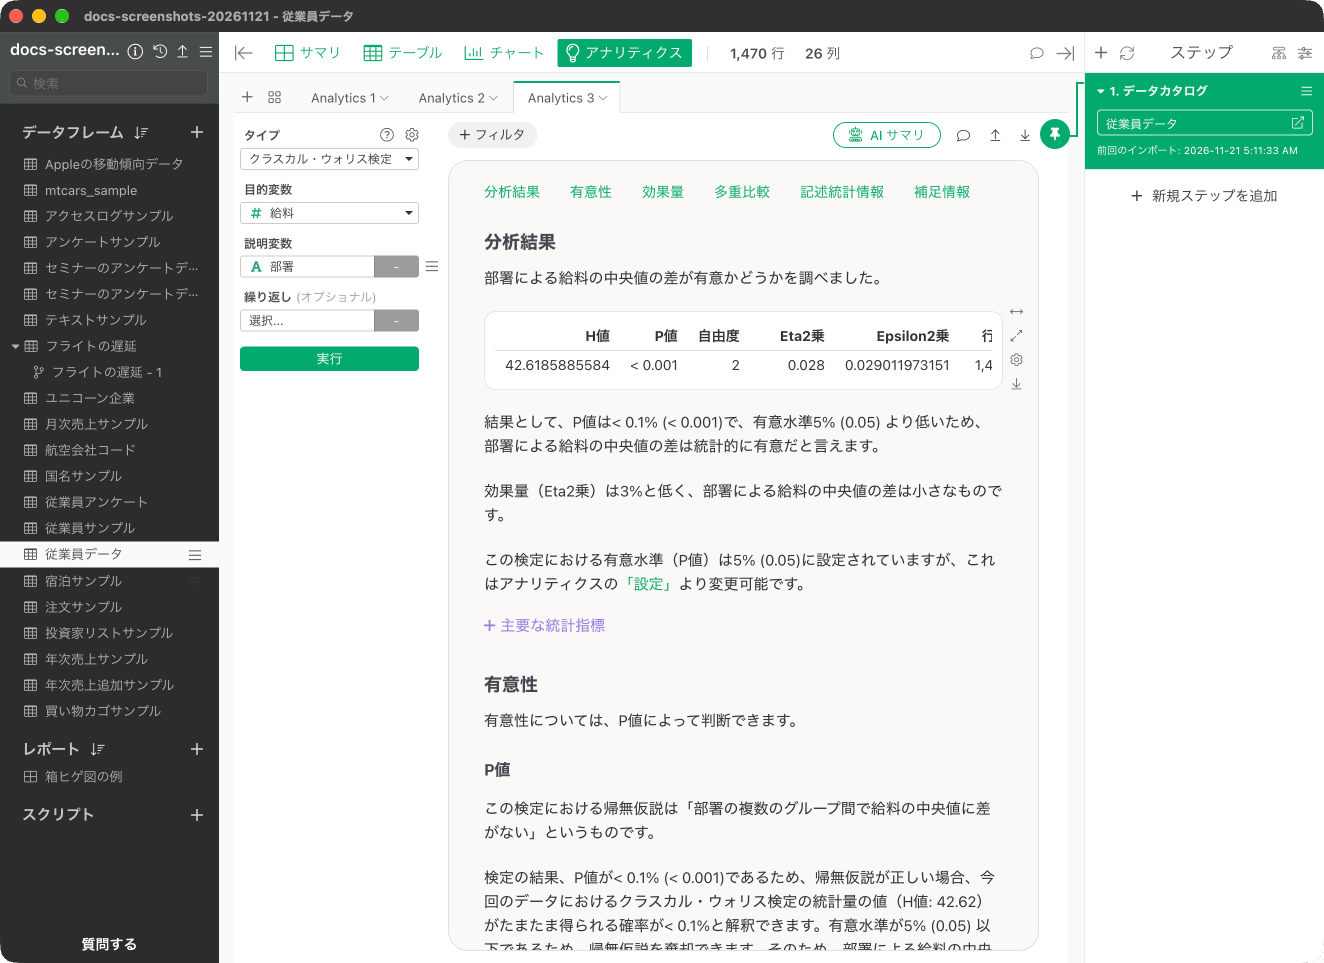 docs-screenshots-20261121 - 従業員データ
docs-screen...
検索
データフレーム
Appleの移動傾向データ
mtcars_sample
アクセスログサンプル
アンケートサンプル
セミナーのアンケートデ...
セミナーのアンケートデ...
テキストサンプル
フライトの遅延
フライトの遅延 - 1
ユニコーン企業
月次売上サンプル
航空会社コード
国名サンプル
従業員アンケート
従業員サンプル
従業員データ
宿泊サンプル
注文サンプル
投資家リストサンプル
年次売上サンプル
年次売上追加サンプル
買い物カゴサンプル
レポート
箱ヒゲ図の例
スクリプト
質問する
サマリ
テーブル
チャート
アナリティクス
1,470 行
26 列
Analytics 1
Analytics 2
Analytics 3
タイプ
クラスカル・ウォリス検定
目的変数
# 給料
説明変数
A 部署
-
繰り返し (オプショナル)
選択...
-
実行
+ フィルタ
AI サマリ
分析結果 有意性 効果量 多重比較 記述統計情報 補足情報
分析結果
部署による給料の中央値の差が有意かどうかを調べました。
H値 P値 自由度 Eta2乗 Epsilon2乗 行
42.6185885584 < 0.001 2 0.028 0.029011973151 1,4
結果として、P値は< 0.1% (< 0.001)で、有意水準5% (0.05) より低いため、
部署による給料の中央値の差は統計的に有意だと言えます。
効果量（Eta2乗）は3%と低く、部署による給料の中央値の差は小さなもので
す。
この検定における有意水準（P値）は5% (0.05)に設定されていますが、これ
はアナリティクスの「設定」より変更可能です。
+ 主要な統計指標
有意性
有意性については、P値によって判断できます。
P値
この検定における帰無仮説は「部署の複数のグループ間で給料の中央値に差
がない」というものです。
検定の結果、P値が< 0.1% (< 0.001)であるため、帰無仮説が正しい場合、今
回のデータにおけるクラスカル・ウォリス検定の統計量の値（H値: 42.62）
がたまたま得られる確率が< 0.1%と解釈できます。有意水準が5% (0.05) 以
下であるため、帰無仮説を棄却できます。そのため、部署による給料の中央
ステップ
1. データカタログ
従業員データ
前回のインポート: 2026-11-21 5:11:33 AM
+ 新規ステップを追加